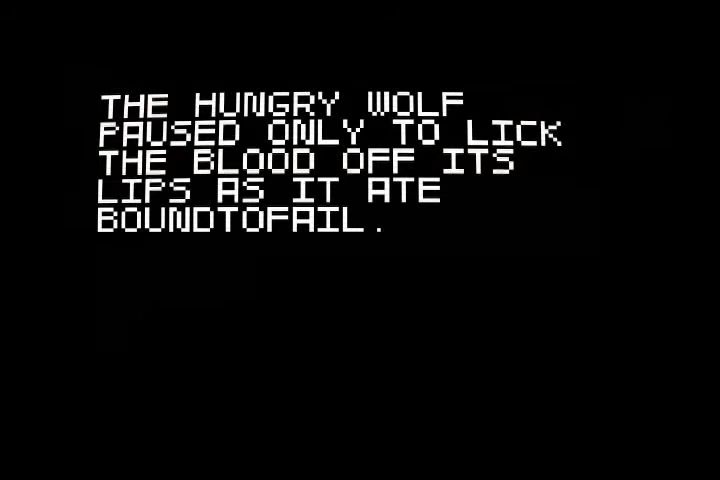 THE HUNGRY WOLF
PAUSED ONLY TO LICK
THE BLOOD OFF ITS
LIPS AS IT ATE
BOUNDTOFAIL.